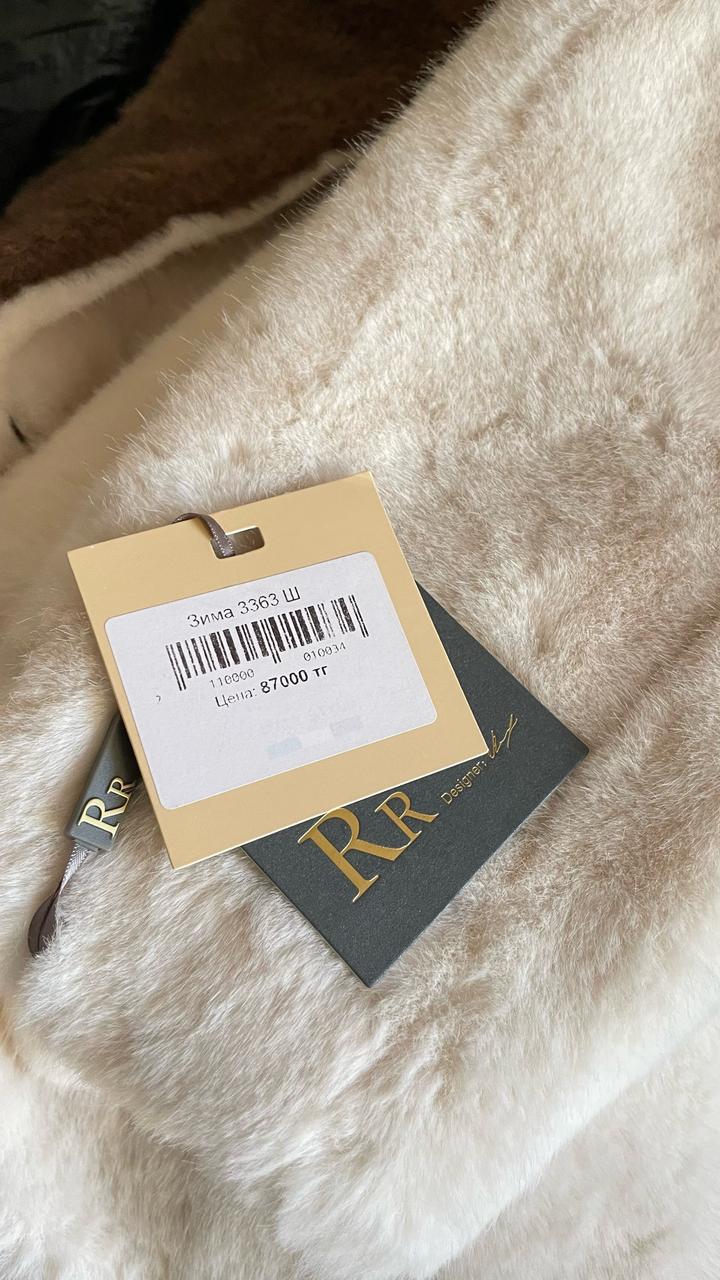 Зима 3363 Ш
110000 010034
Цена: 87000 тг
RR
Designer:
RR